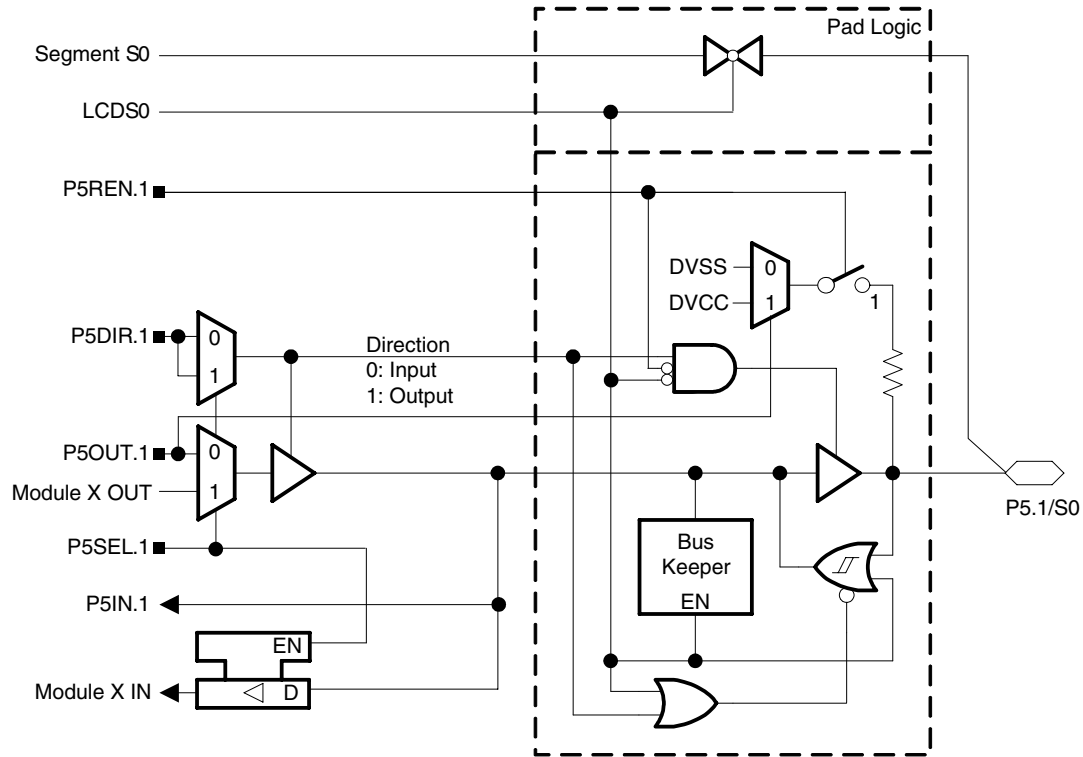 Pad Logic
Segment S0
LCDS0
P5REN.1
DVSS
0
DVCC
1
1
P5DIR.1
0
1
Direction
0: Input
1: Output
P5OUT.1
0
Module X OUT
1
P5.1/S0
P5SEL.1
Bus
Keeper
EN
P5IN.1
EN
Module X IN
D